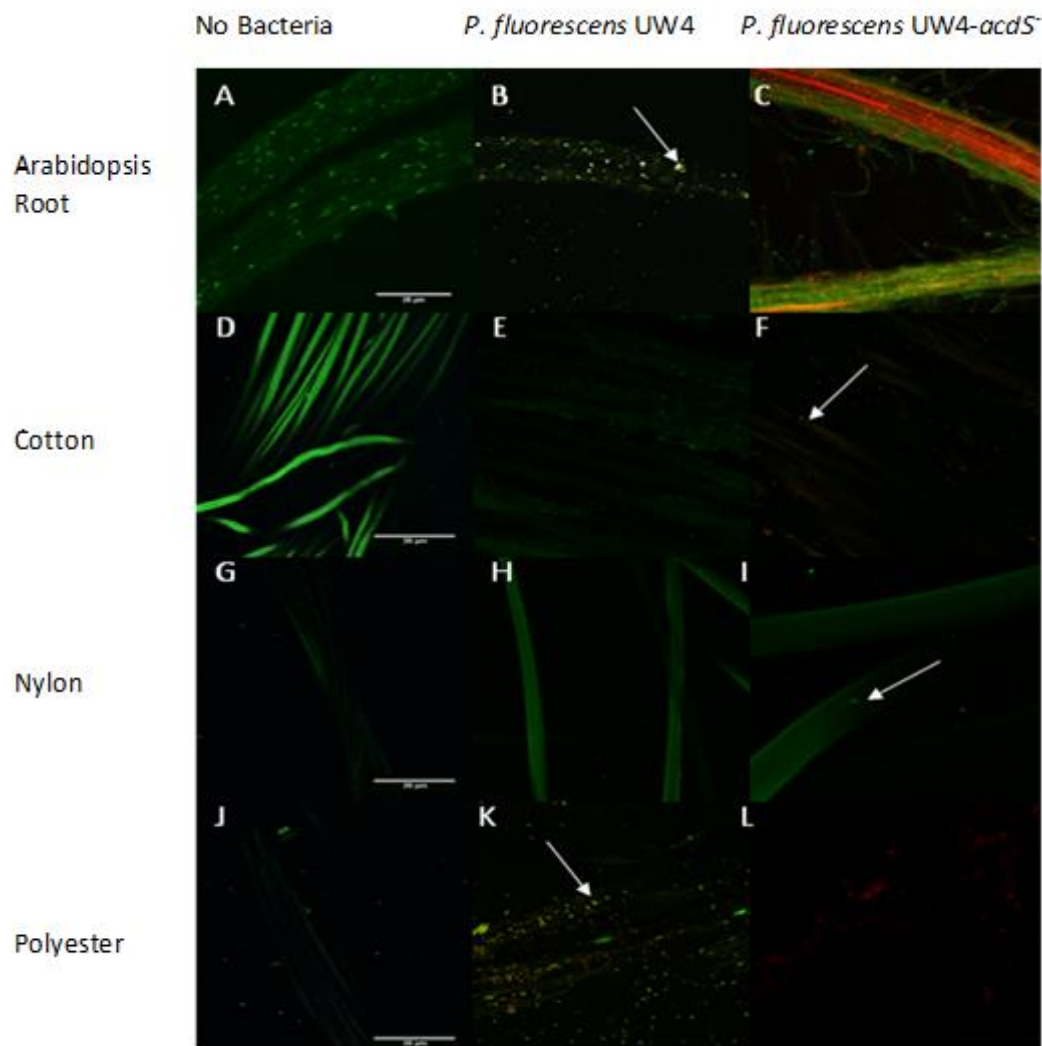 No Bacteria P. fluorescens UW4 P. fluorescens UW4-acdS-
A B C
Arabidopsis
Root
D E F
Cotton
G H I
Nylon
J K L
Polyester